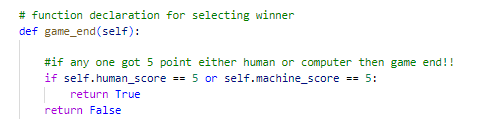 # function declaration for selecting winner
def game_end(self):
#if any one got 5 point either human or computer then game end!!
if self.human_score == 5 or self.machine_score == 5:
return True
return False